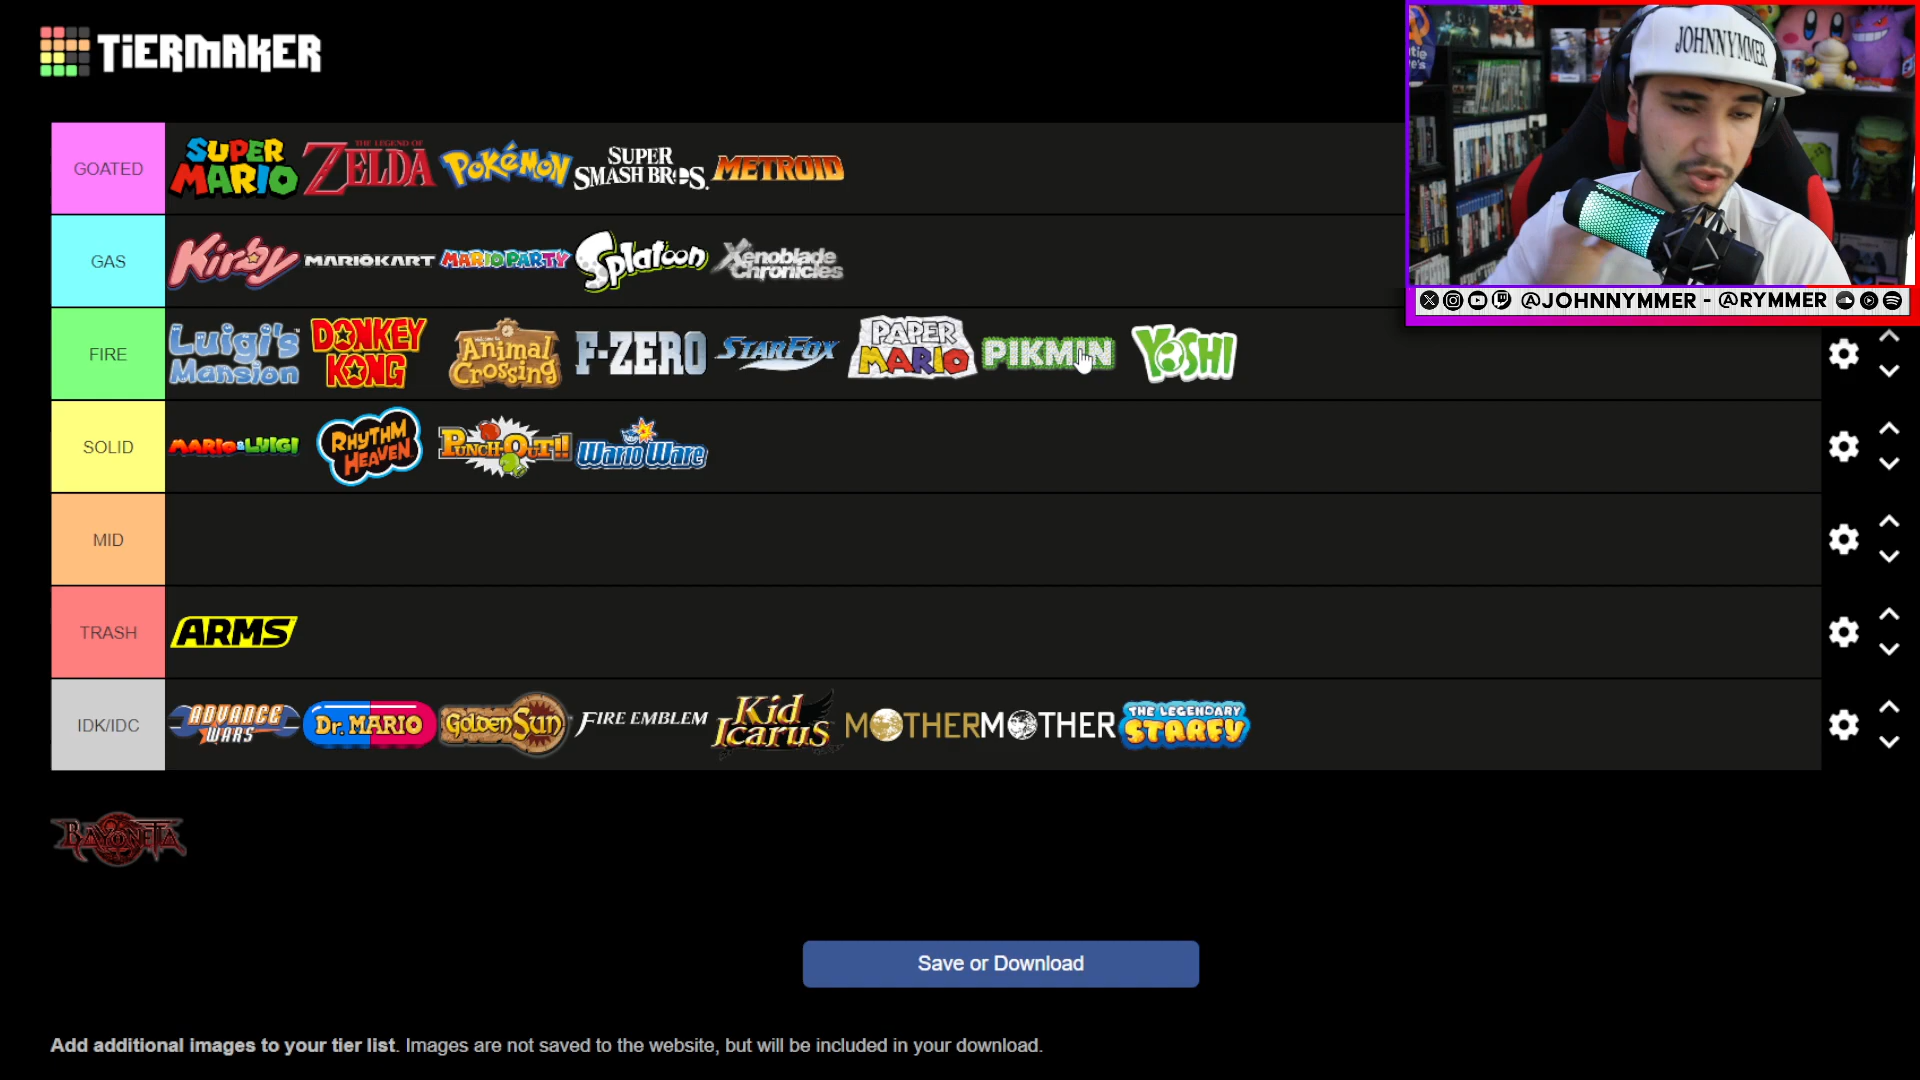 TiERMAKER
JOHNNYMMER
@JOHNNYMMER - @RYMMER
GOATED
SUPER MARIO
THE LEGEND OF ZELDA
POKéMON
SUPER SMASH BROS.
METROID
GAS
Kirby
MARIOKART
MARIO PARTY
Splatoon
Xenoblade Chronicles
FIRE
Luigi's Mansion
DONKEY KONG
Animal Crossing
F-ZERO
STARFOX
PAPER MARIO
PIKMIN
YOSHI
SOLID
MARIO & LUIGI
RHYTHM HEAVEN
PUNCH-OUT!!
Wario Ware
MID
TRASH
ARMS
IDK/IDC
ADVANCE WARS
Dr. MARIO
GOLDEN SUN
FIRE EMBLEM
Kid Icarus
MOTHER
MOTHER
THE LEGENDARY STARFY
BAYONETTA
Save or Download
Add additional images to your tier list. Images are not saved to the website, but will be included in your download.